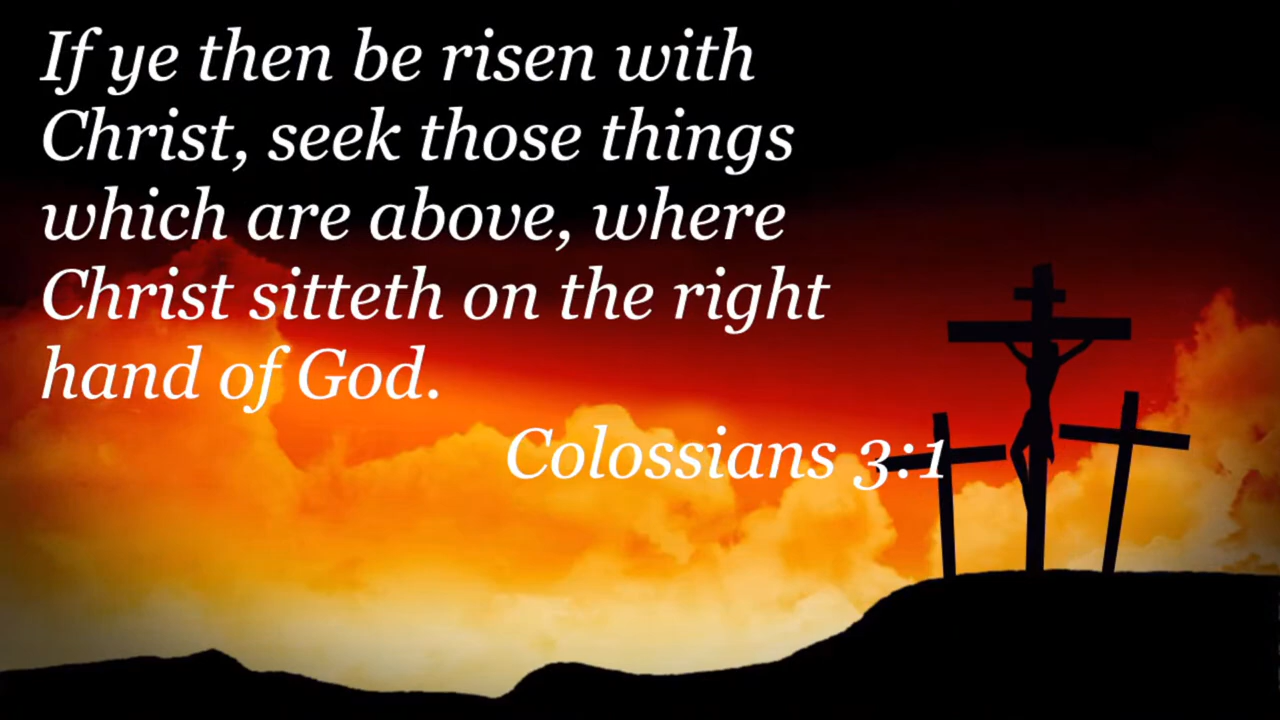 If ye then be risen with
Christ, seek those things
which are above, where
Christ sitteth on the right
hand of God.
Colossians 3:1